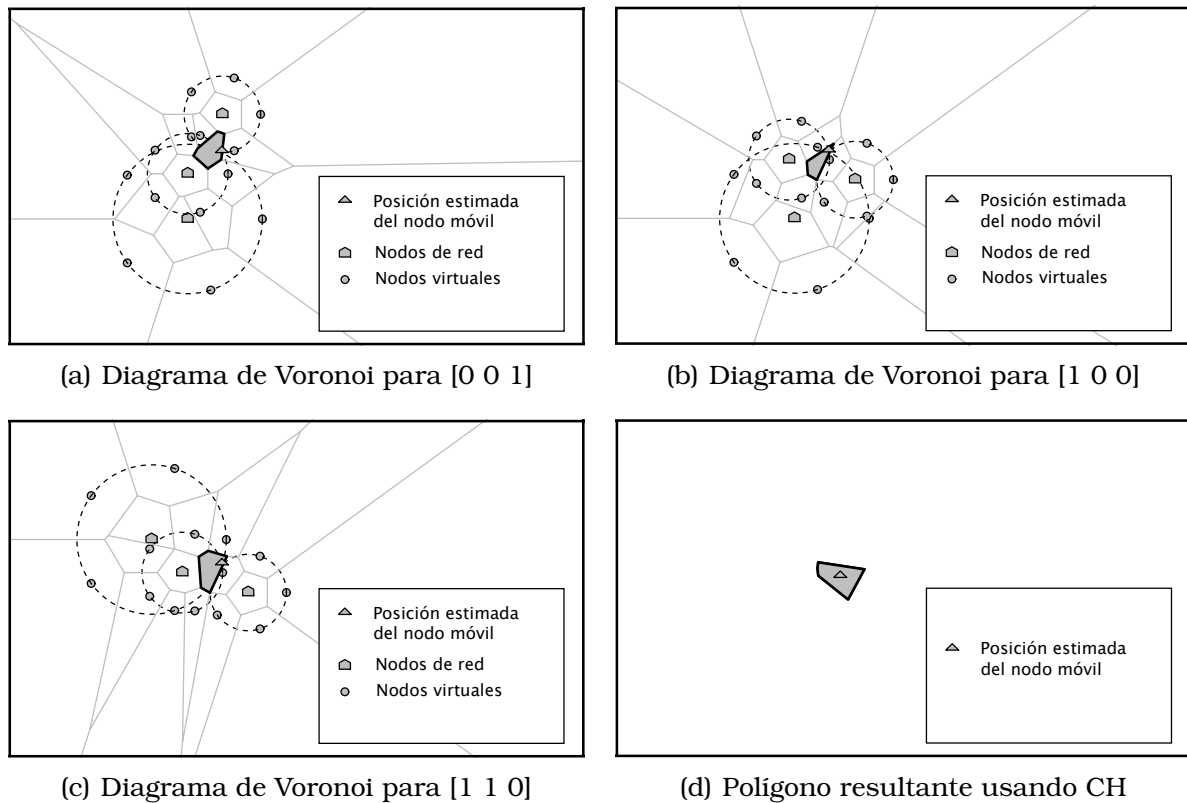 Posición estimada
del nodo móvil
Nodos de red
Nodos virtuales
(a) Diagrama de Voronoi para [0 0 1]
Posición estimada
del nodo móvil
Nodos de red
Nodos virtuales
(b) Diagrama de Voronoi para [1 0 0]
Posición estimada
del nodo móvil
Nodos de red
Nodos virtuales
(c) Diagrama de Voronoi para [1 1 0]
Posición estimada
del nodo móvil
(d) Polígono resultante usando CH